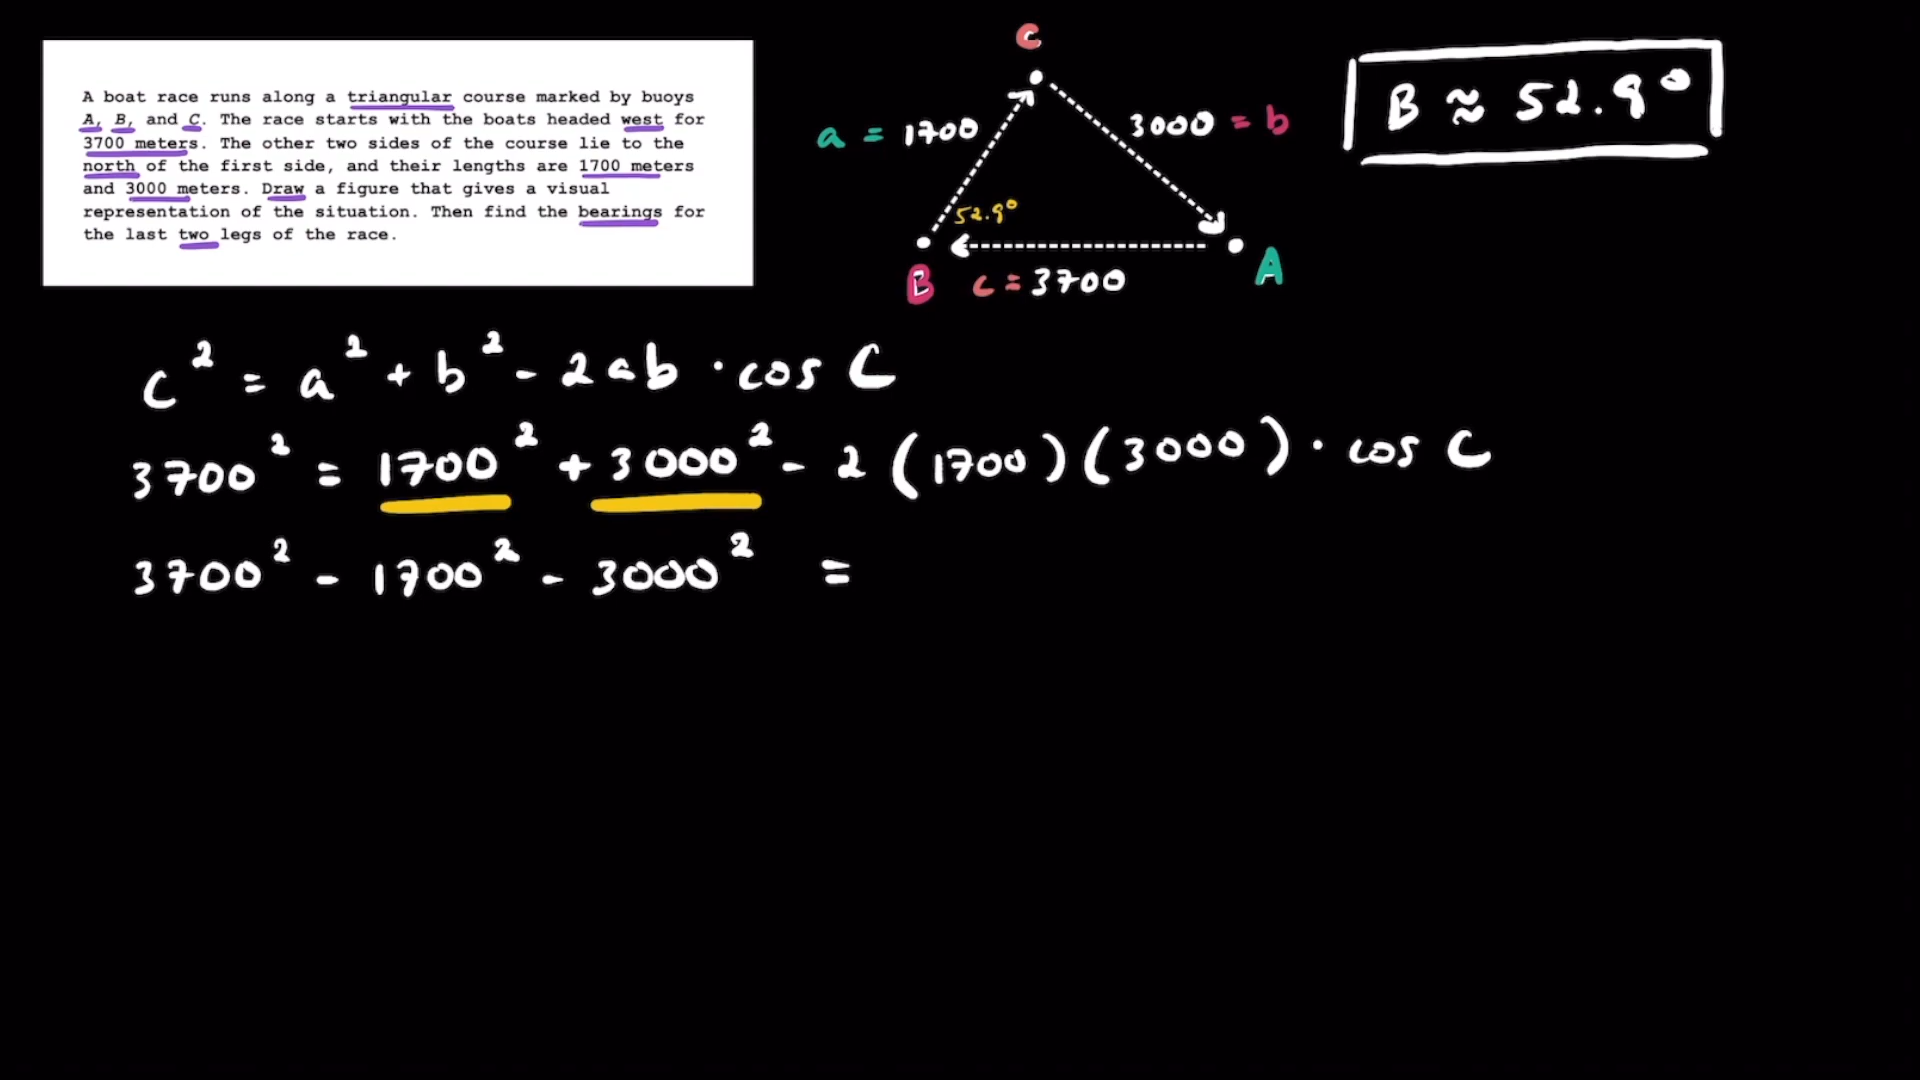 A boat race runs along a triangular course marked by buoys
A, B, and C. The race starts with the boats headed west for
3700 meters. The other two sides of the course lie to the
north of the first side, and their lengths are 1700 meters
and 3000 meters. Draw a figure that gives a visual
representation of the situation. Then find the bearings for
the last two legs of the race.
C
a = 1700
3000 = b
52.9°
B
c = 3700
A
B ≈ 52.9°
c² = a² + b² - 2ab · cos C
3700² = 1700² + 3000² - 2(1700)(3000) · cos C
3700² - 1700² - 3000² =